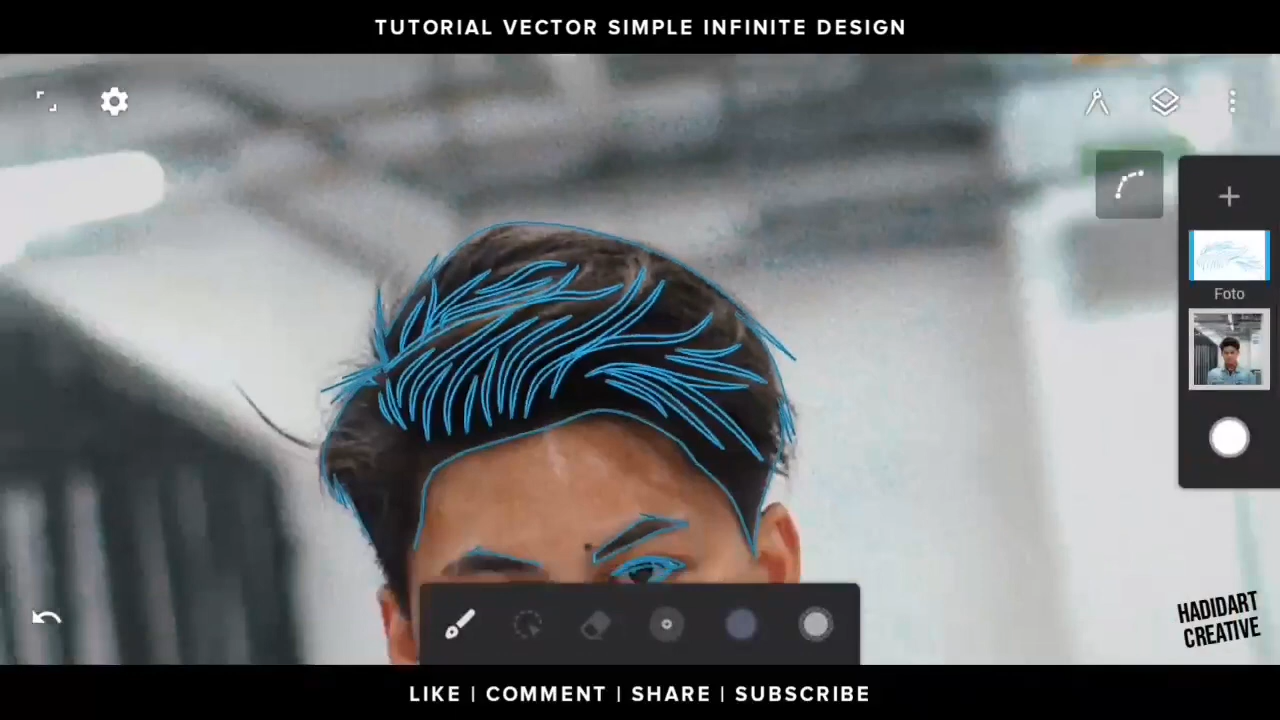 TUTORIAL VECTOR SIMPLE INFINITE DESIGN
Foto
HADIDART
CREATIVE
LIKE | COMMENT | SHARE | SUBSCRIBE